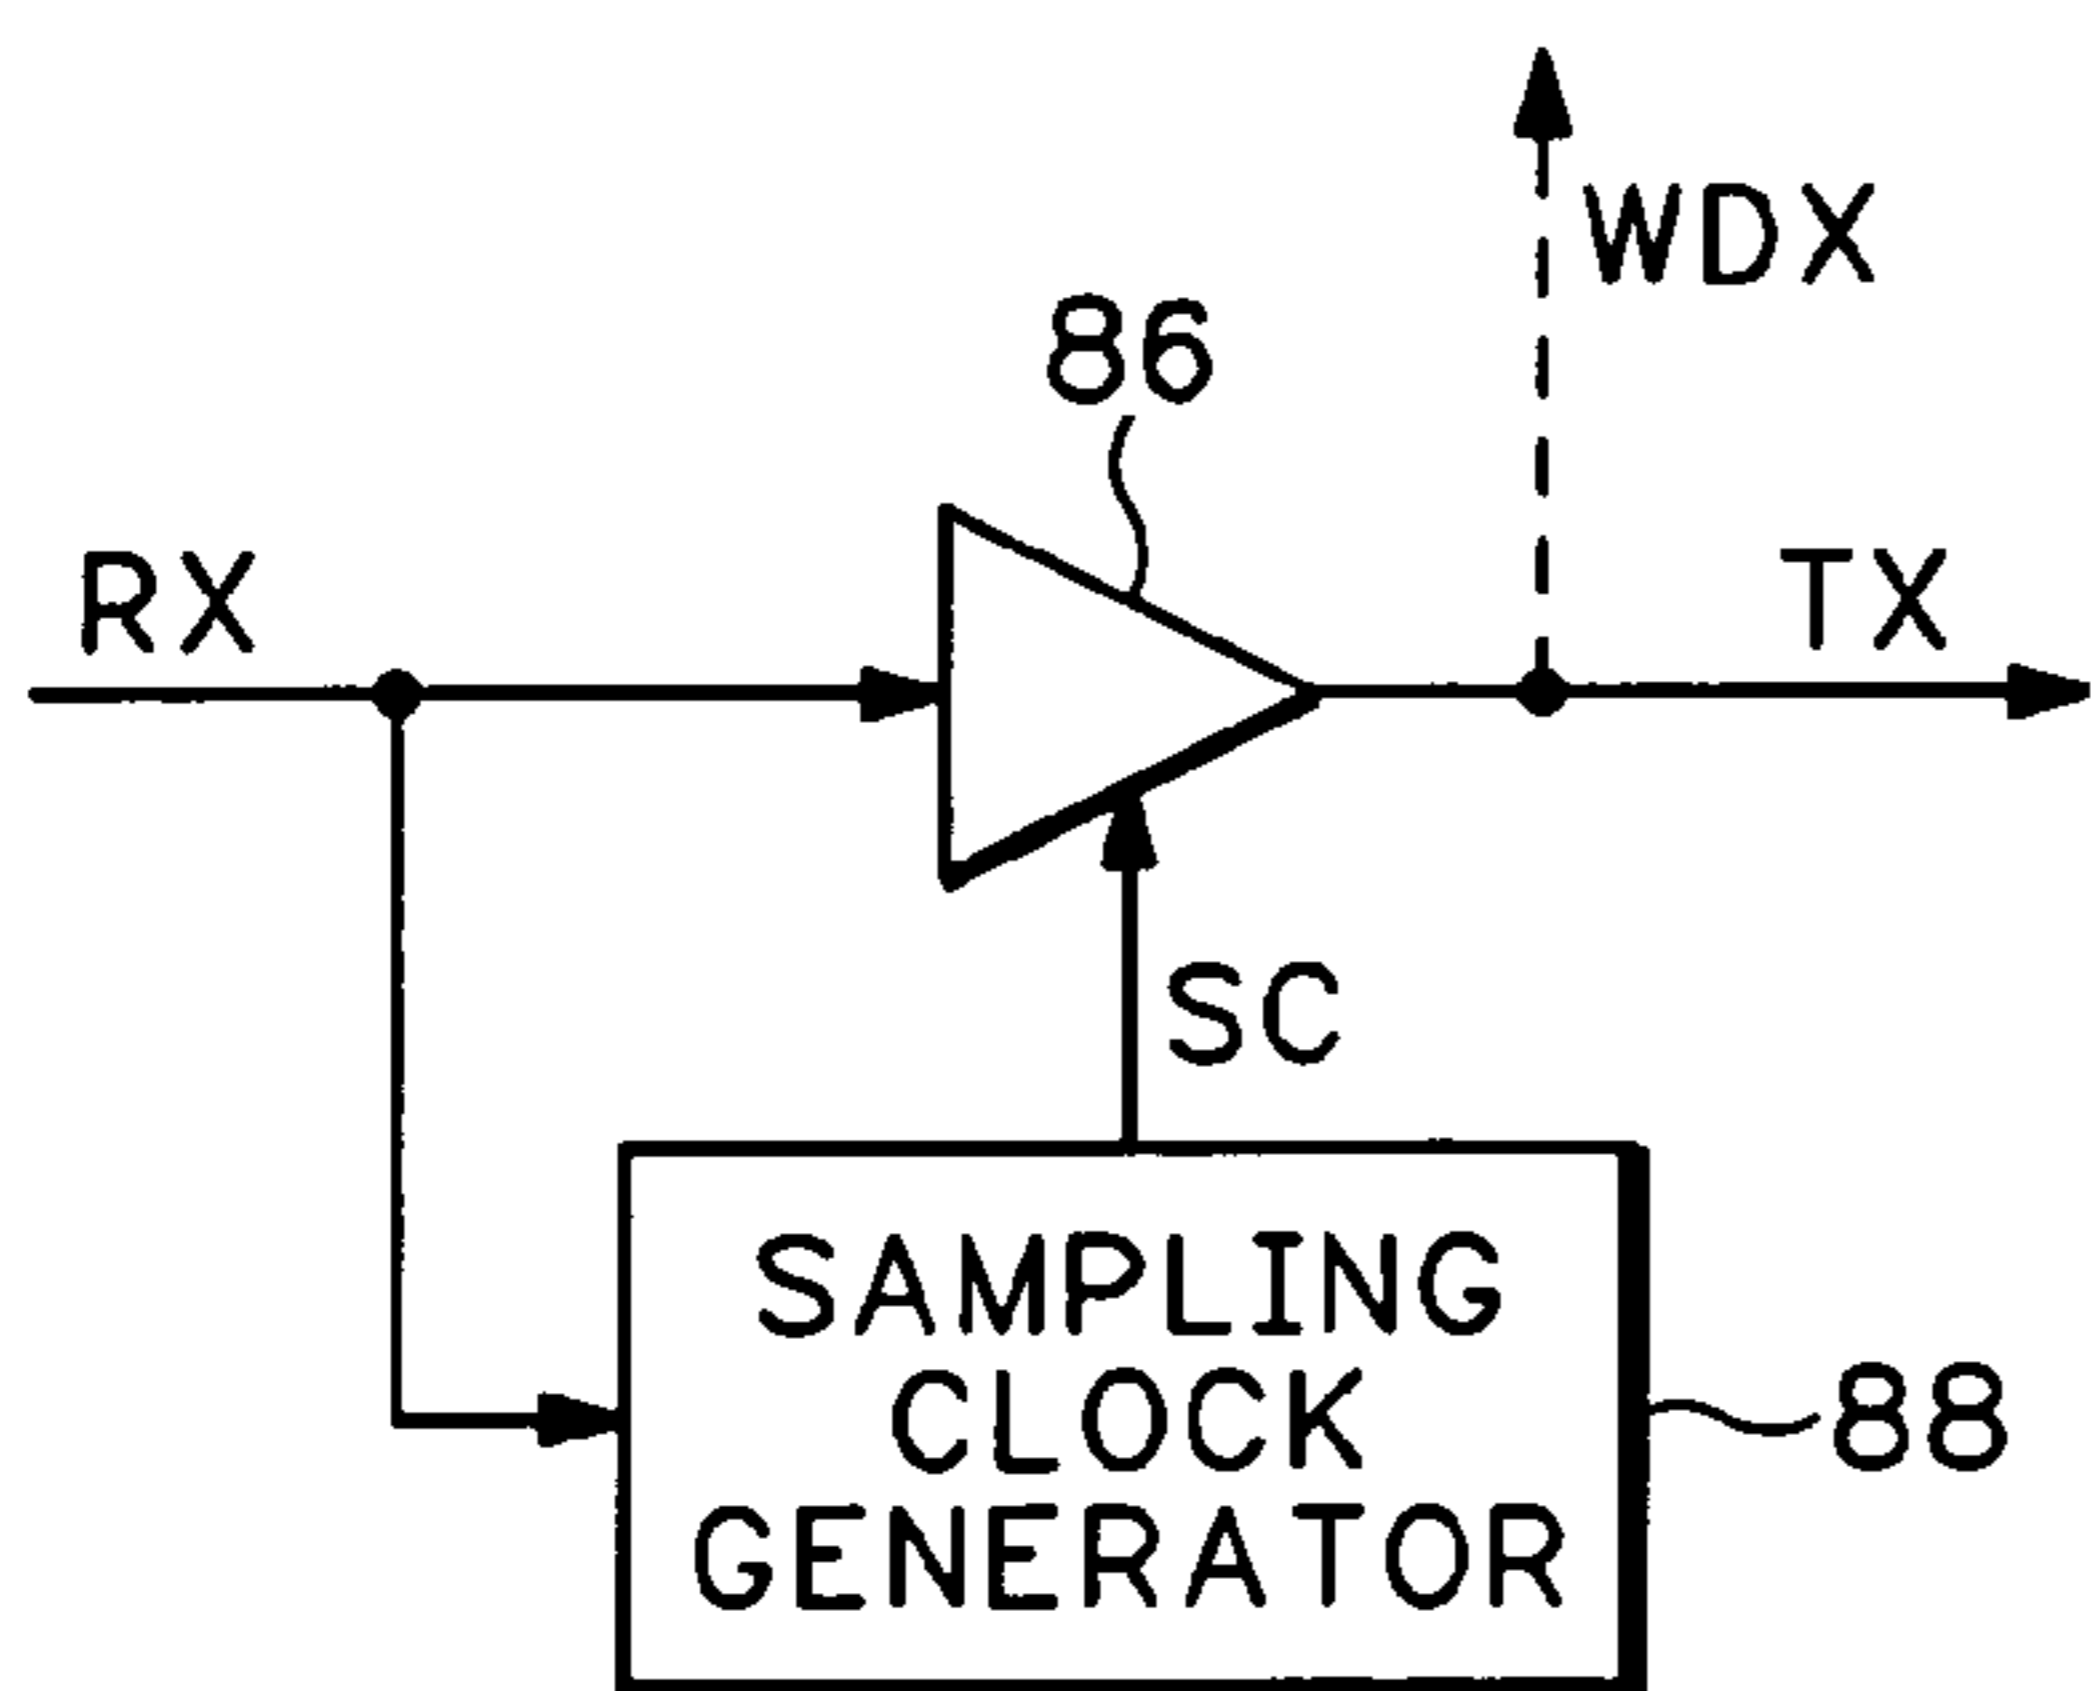 WDX
86
RX
TX
SC
SAMPLING
CLOCK
GENERATOR
88